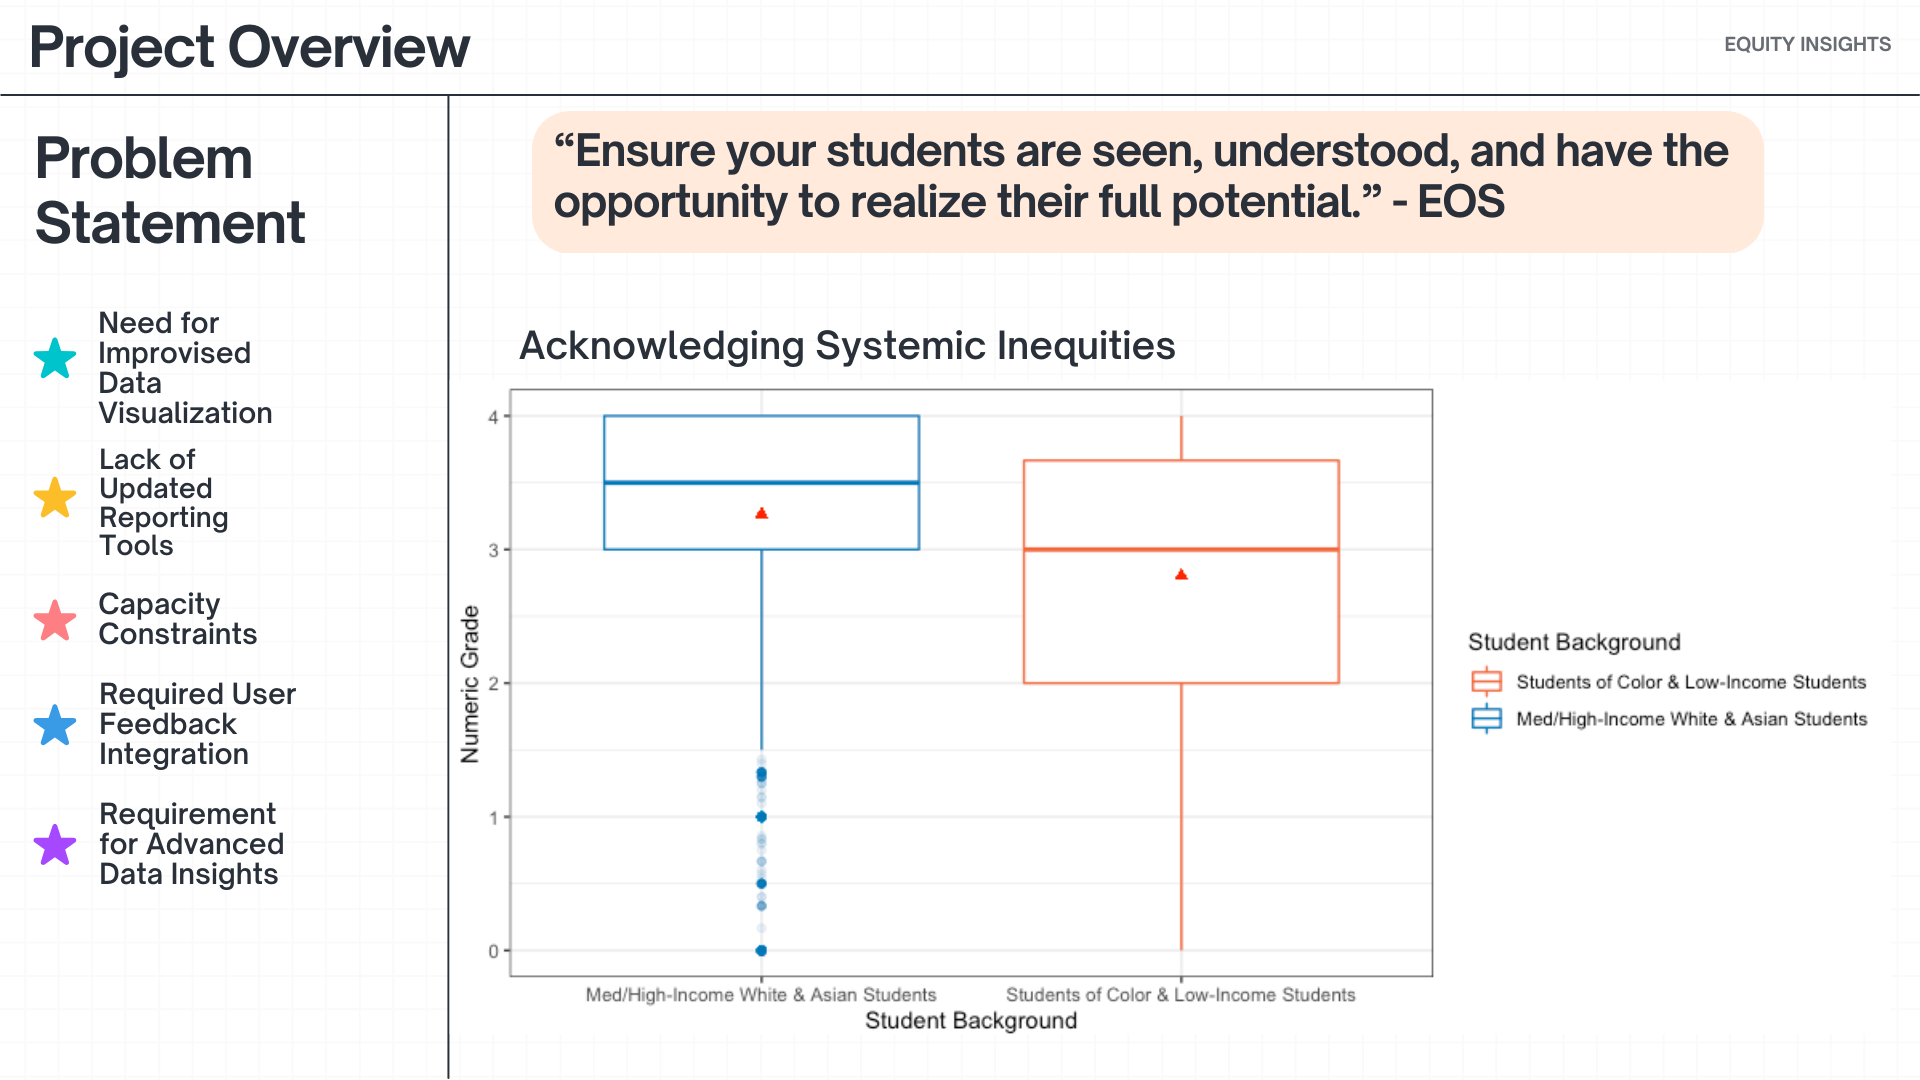 Project Overview
EQUITY INSIGHTS
Problem
Statement
Need for
Improvised
Data
Visualization
Lack of
Updated
Reporting
Tools
Capacity
Constraints
Required User
Feedback
Integration
Requirement
for Advanced
Data Insights
“Ensure your students are seen, understood, and have the
opportunity to realize their full potential.” - EOS
Acknowledging Systemic Inequities
Numeric Grade
4
3
2
1
0
Med/High-Income White & Asian Students
Students of Color & Low-Income Students
Student Background
Student Background
Students of Color & Low-Income Students
Med/High-Income White & Asian Students